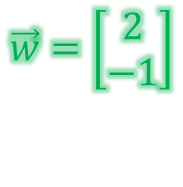 w⃗ = [2
−1]